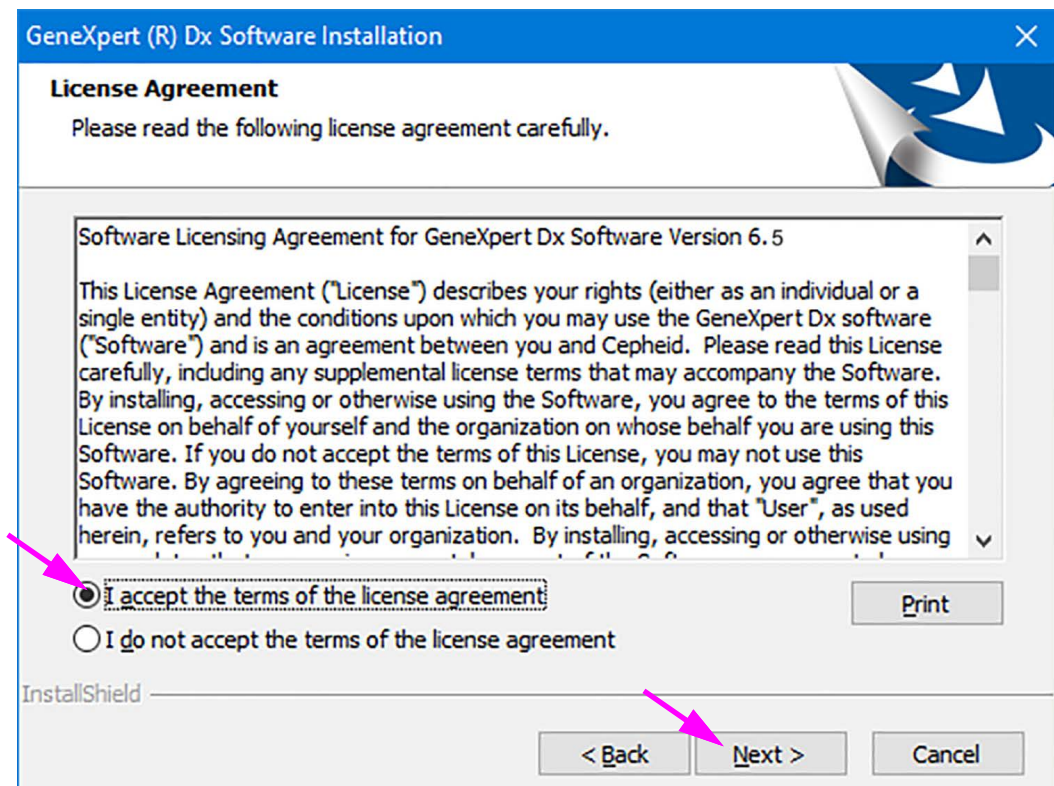 GeneXpert (R) Dx Software Installation
License Agreement
Please read the following license agreement carefully.
Software Licensing Agreement for GeneXpert Dx Software Version 6.5
This License Agreement ("License") describes your rights (either as an individual or a
single entity) and the conditions upon which you may use the GeneXpert Dx software
("Software") and is an agreement between you and Cepheid.  Please read this License
carefully, including any supplemental license terms that may accompany the Software.
By installing, accessing or otherwise using the Software, you agree to the terms of this
License on behalf of yourself and the organization on whose behalf you are using this
Software. If you do not accept the terms of this License, you may not use this
Software. By agreeing to these terms on behalf of an organization, you agree that you
have the authority to enter into this License on its behalf, and that "User", as used
herein, refers to you and your organization.  By installing, accessing or otherwise using
I accept the terms of the license agreement
Print
I do not accept the terms of the license agreement
InstallShield
< Back
Next >
Cancel